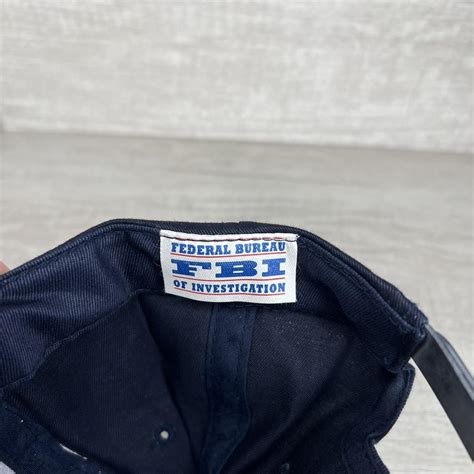 FEDERAL BUREAU
FBI
OF INVESTIGATION